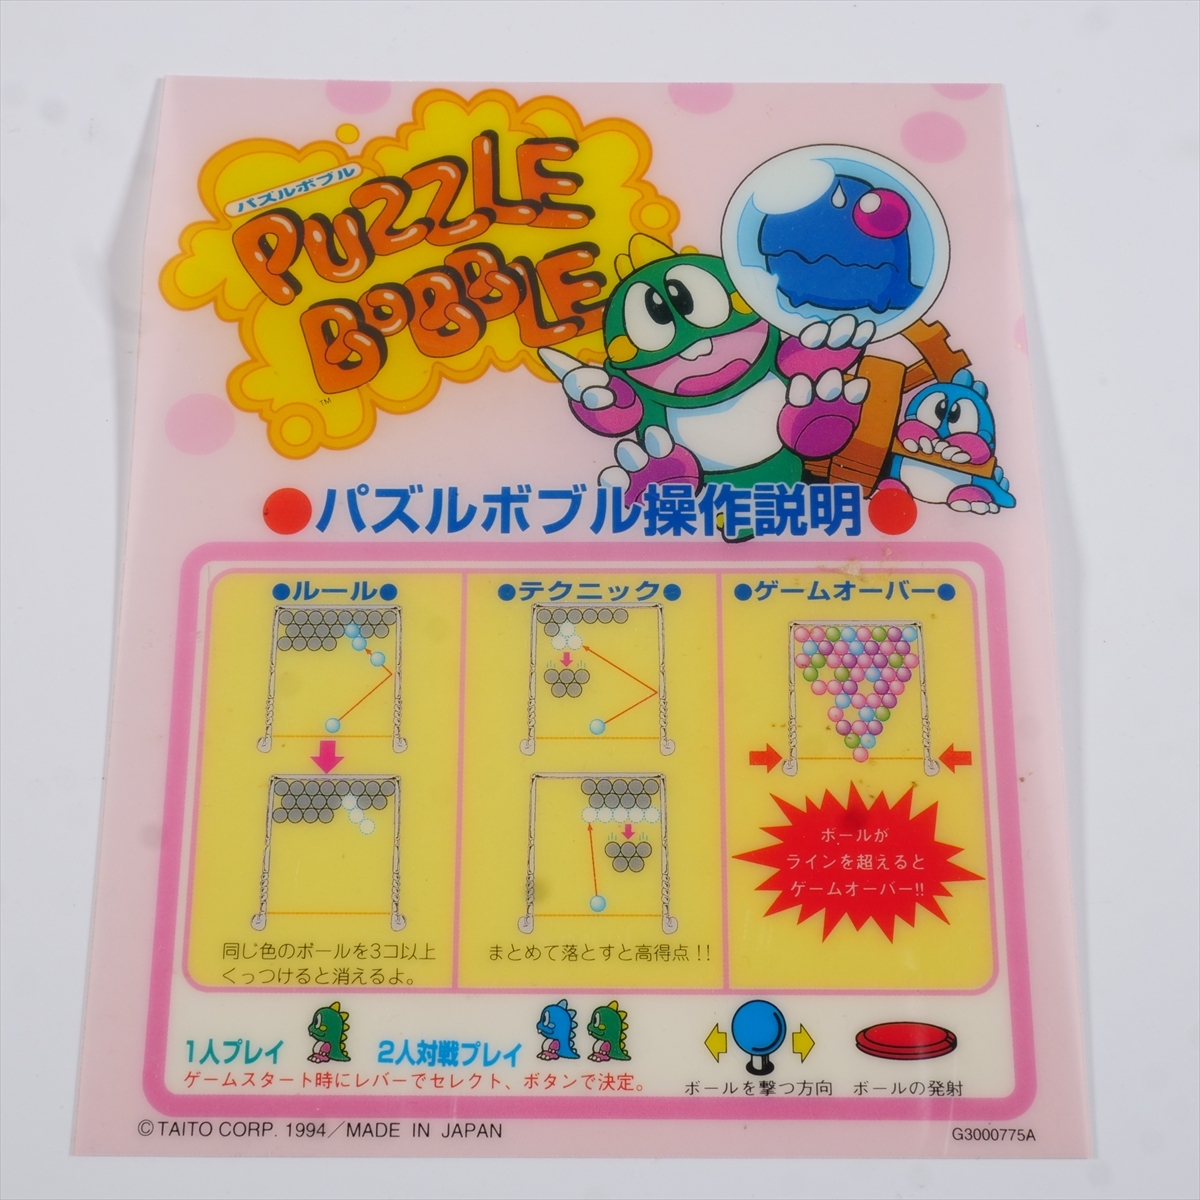 パズルボブル
PUZZLE
BOBBLE
TM
●パズルボブル操作説明●
●ルール●
●テクニック●
●ゲームオーバー●
ボールが
ラインを超えると
ゲームオーバー!!
同じ色のボールを3コ以上
くっつけると消えるよ。
まとめて落とすと高得点!!
1人プレイ
2人対戦プレイ
ゲームスタート時にレバーでセレクト、ボタンで決定。
ボールを撃つ方向
ボールの発射
©TAITO CORP. 1994/MADE IN JAPAN
G3000775A